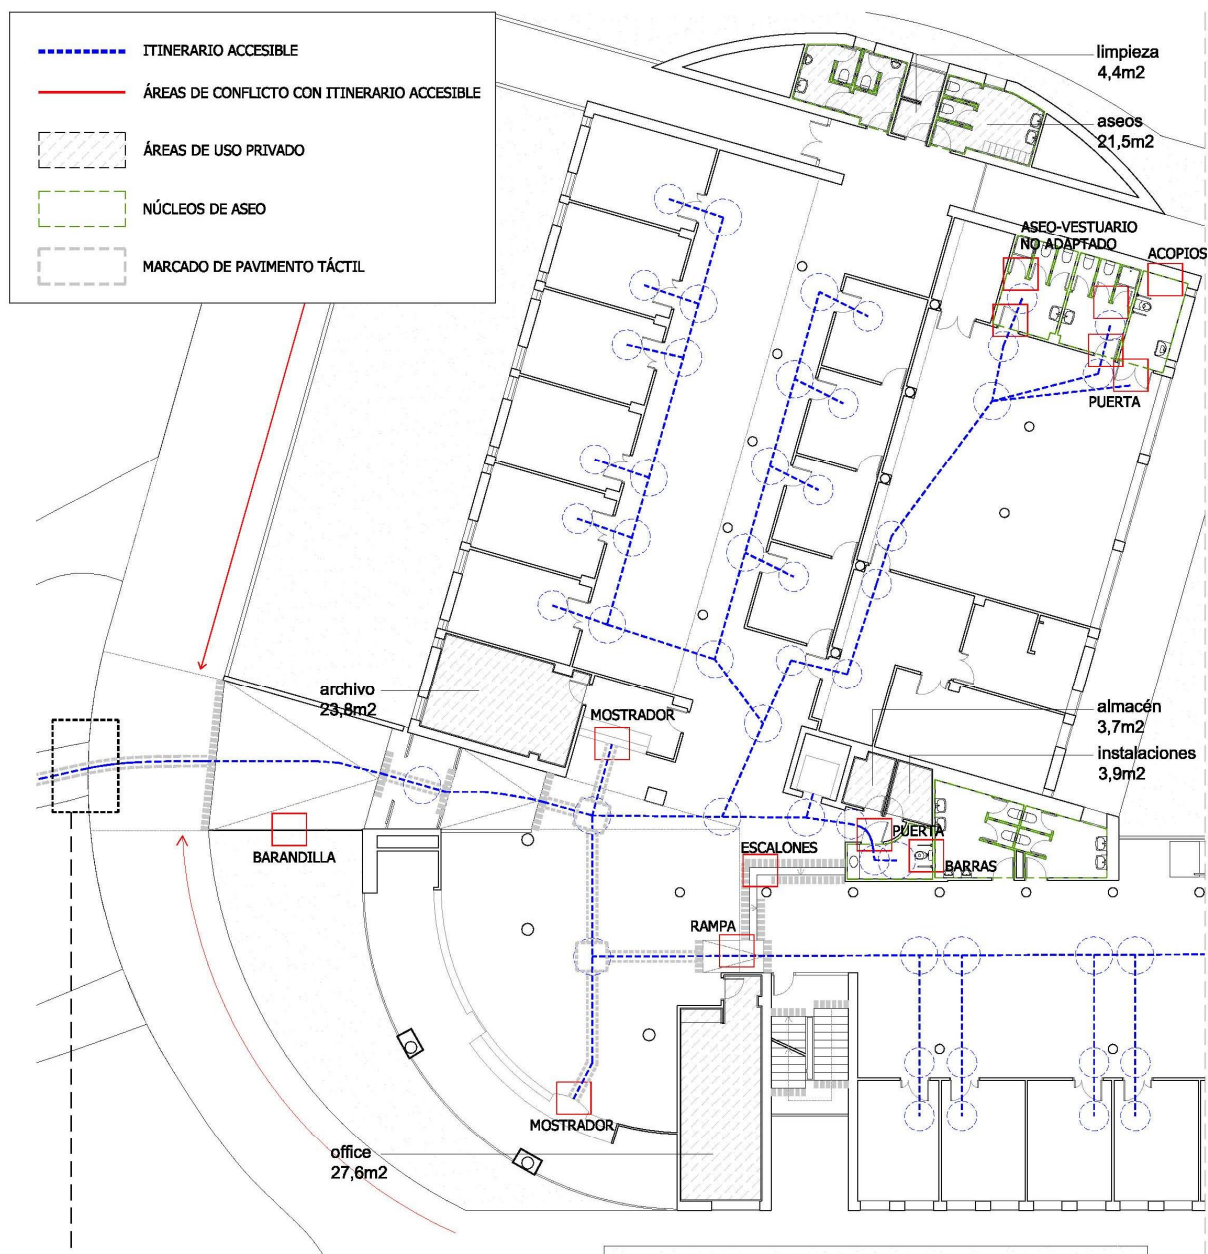 ITINERARIO ACCESIBLE
ÁREAS DE CONFLICTO CON ITINERARIO ACCESIBLE
ÁREAS DE USO PRIVADO
NÚCLEOS DE ASEO
MARCADO DE PAVIMENTO TÁCTIL
limpieza
4,4m2
aseos
21,5m2
ASEO-VESTUARIO
NO ADAPTADO
ACOPIOS
PUERTA
archivo
23,8m2
MOSTRADOR
almacén
3,7m2
instalaciones
3,9m2
BARANDILLA
ESCALONES
PUERTA
BARRAS
RAMPA
MOSTRADOR
office
27,6m2